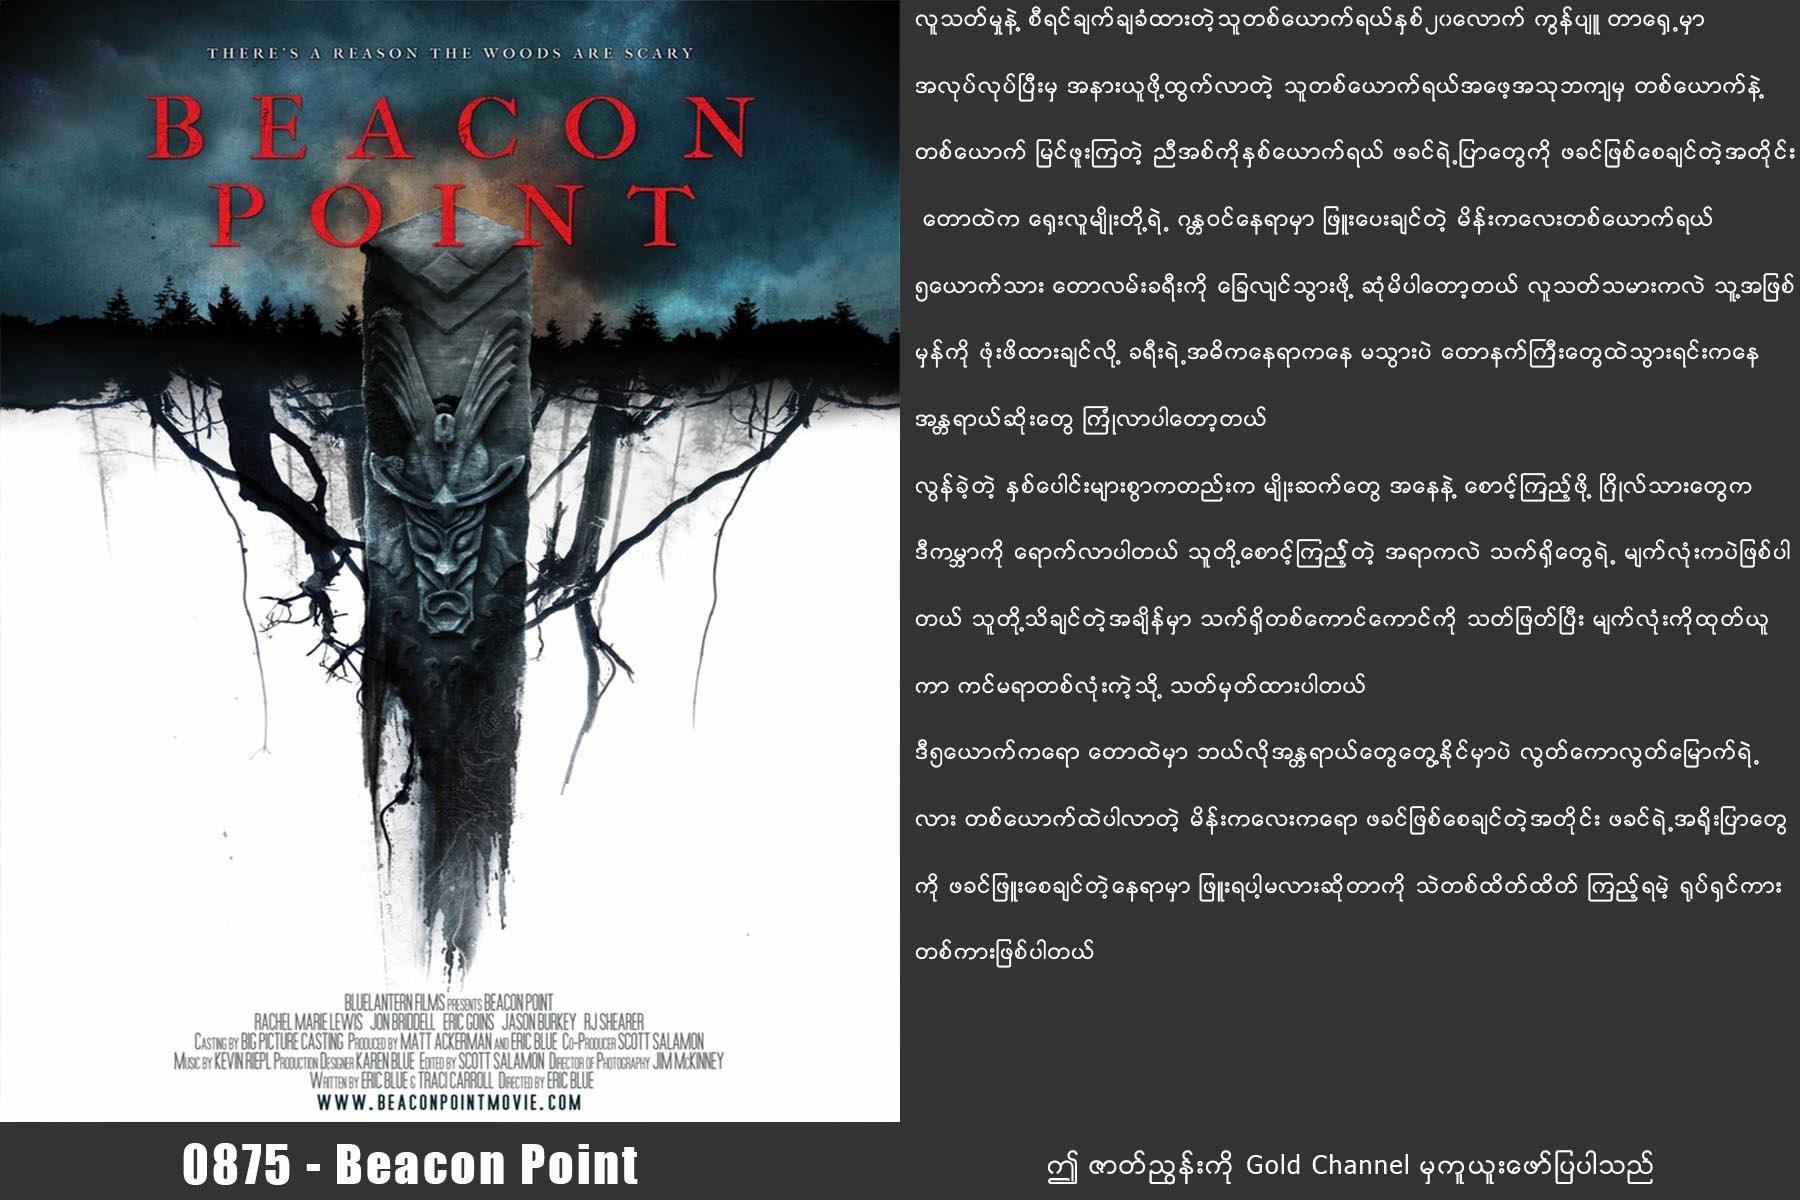 THERE'S A REASON THE WOODS ARE SCARY
BEACON
POINT
BLUELANTERN FILMS PRESENTS BEACON POINT
RACHEL MARIE LEWIS JON BRIDDELL ERIC GOINS JASON BURKEY RJ SHEARER
CASTING BY BIG PICTURE CASTING PRODUCED BY MATT ACKERMAN AND ERIC BLUE CO-PRODUCER SCOTT SALAMON
MUSIC BY KEVIN RIEPL PRODUCTION DESIGNER KAREN BLUE EDITED BY SCOTT SALAMON DIRECTOR OF PHOTOGRAPHY JIM MCKINNEY
WRITTEN BY ERIC BLUE & TRACI CARROLL DIRECTED BY ERIC BLUE
WWW.BEACONPOINTMOVIE.COM
0875 - Beacon Point
လူသတ်မှုနဲ့ စီရင်ချက်ချခံထားတဲ့သူတစ်ယောက်ရယ်နှစ်၂၀လောက် ကွန်ပျူ တာရှေ့မှာ
အလုပ်လုပ်ပြီးမှ အနားယူဖို့ထွက်လာတဲ့ သူတစ်ယောက်ရယ်အဖေ့အသုဘကျမှ တစ်ယောက်နဲ့
တစ်ယောက် မြင်ဖူးကြတဲ့ ညီအစ်ကိုနှစ်ယောက်ရယ် ဖခင်ရဲ့ပြာတွေကို ဖခင်ဖြစ်စေချင်တဲ့အတိုင်း
တောထဲက ရှေးလူမျိုးတို့ရဲ့ ဂန္တဝင်နေရာမှာ ဖြူးပေးချင်တဲ့ မိန်းကလေးတစ်ယောက်ရယ်
၅ယောက်သား တောလမ်းခရီးကို ခြေလျင်သွားဖို့ ဆုံမိပါတော့တယ် လူသတ်သမားကလဲ သူ့အဖြစ်
မှန်ကို ဖုံးဖိထားချင်လို့ ခရီးရဲ့အဓိကနေရာကနေ မသွားပဲ တောနက်ကြီးတွေထဲသွားရင်းကနေ
အန္တရာယ်ဆိုးတွေ ကြုံလာပါတော့တယ်
လွန်ခဲ့တဲ့ နှစ်ပေါင်းများစွာကတည်းက မျိုးဆက်တွေ အနေနဲ့ စောင့်ကြည့်ဖို့ ဂြိုလ်သားတွေက
ဒီကမ္ဘာကို ရောက်လာပါတယ် သူတို့စောင့်ကြည့်တဲ့ အရာကလဲ သက်ရှိတွေရဲ့ မျက်လုံးကပဲဖြစ်ပါ
တယ် သူတို့သိချင်တဲ့အချိန်မှာ သက်ရှိတစ်ကောင်ကောင်ကို သတ်ဖြတ်ပြီး မျက်လုံးကိုထုတ်ယူ
ကာ ကင်မရာတစ်လုံးကဲ့သို့ သတ်မှတ်ထားပါတယ်
ဒီ၅ယောက်ကရော တောထဲမှာ ဘယ်လိုအန္တရာယ်တွေတွေ့နိုင်မှာပဲ လွတ်ကောလွတ်မြောက်ရဲ့
လား တစ်ယောက်ထဲပါလာတဲ့ မိန်းကလေးကရော ဖခင်ဖြစ်စေချင်တဲ့အတိုင်း ဖခင်ရဲ့အရိုးပြာတွေ
ကို ဖခင်ဖြူးစေချင်တဲ့နေရာမှာ ဖြူးရပါ့မလားဆိုတာကို သဲတစ်ထိတ်ထိတ် ကြည့်ရမဲ့ ရုပ်ရှင်ကား
တစ်ကားဖြစ်ပါတယ်
ဤ ဇာတ်ညွှန်းကို Gold Channel မှကူယူးဖော်ပြပါသည်